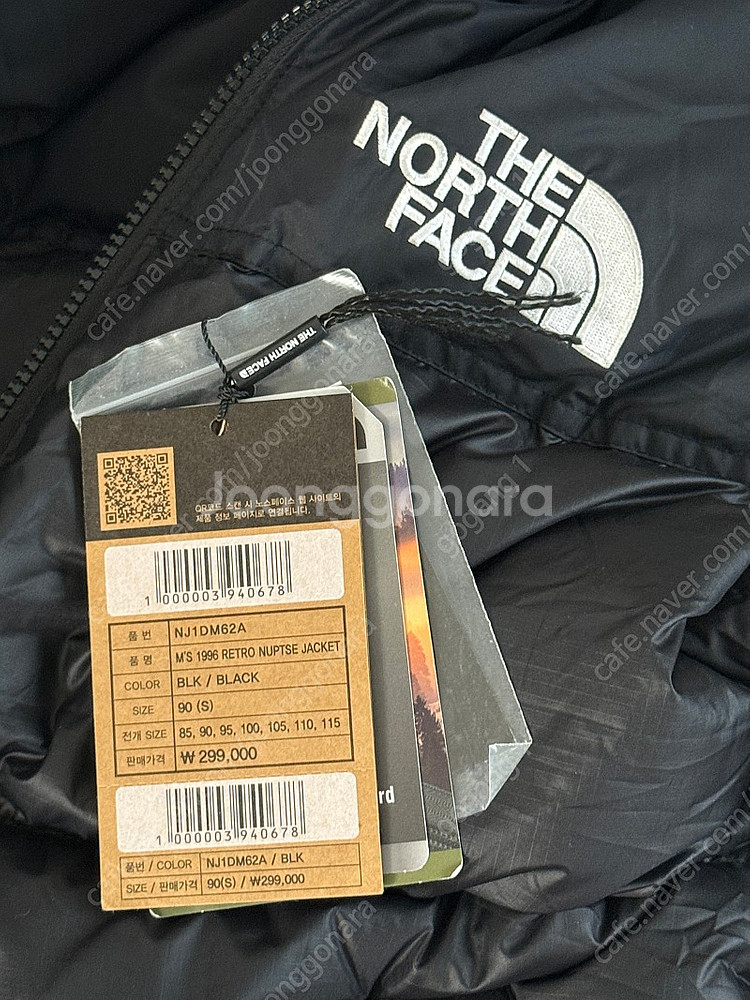 THE
NORTH
FACE
THE NORTH FACE
QR코드 스캔 시 노스페이스 웹 사이트의
제품 정보 페이지로 연결됩니다.
1 000003 940678
품 번 NJ1DM62A
품 명 M'S 1996 RETRO NUPTSE JACKET
COLOR BLK / BLACK
SIZE 90 (S)
전개 SIZE 85, 90, 95, 100, 105, 110, 115
판매가격 ₩ 299,000
rd
1 000003 940678
품번 / COLOR NJ1DM62A / BLK
SIZE / 판매가격 90(S) / ₩299,000
joonggonara
cafe.naver.com/joonggonara